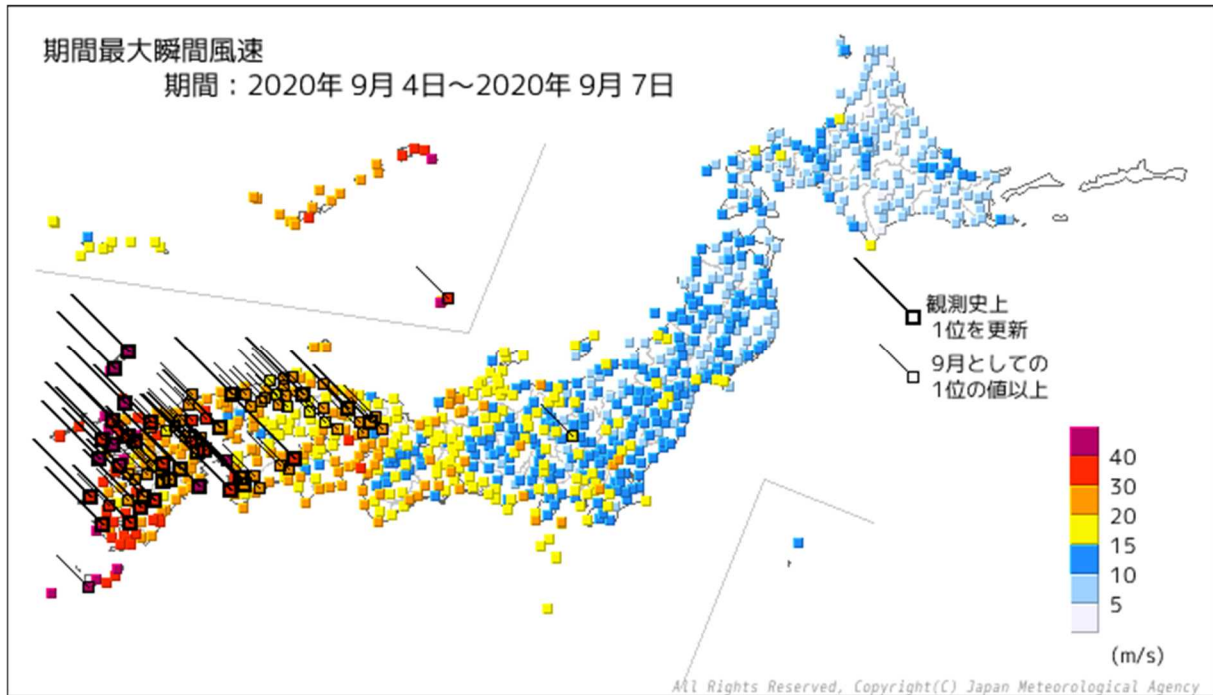 期間最大瞬間風速
期間：2020年 9月 4日～2020年 9月 7日
観測史上
1位を更新
9月としての
1位の値以上
40
30
20
15
10
5
(m/s)
All Rights Reserved, Copyright(C) Japan Meteorological Agency